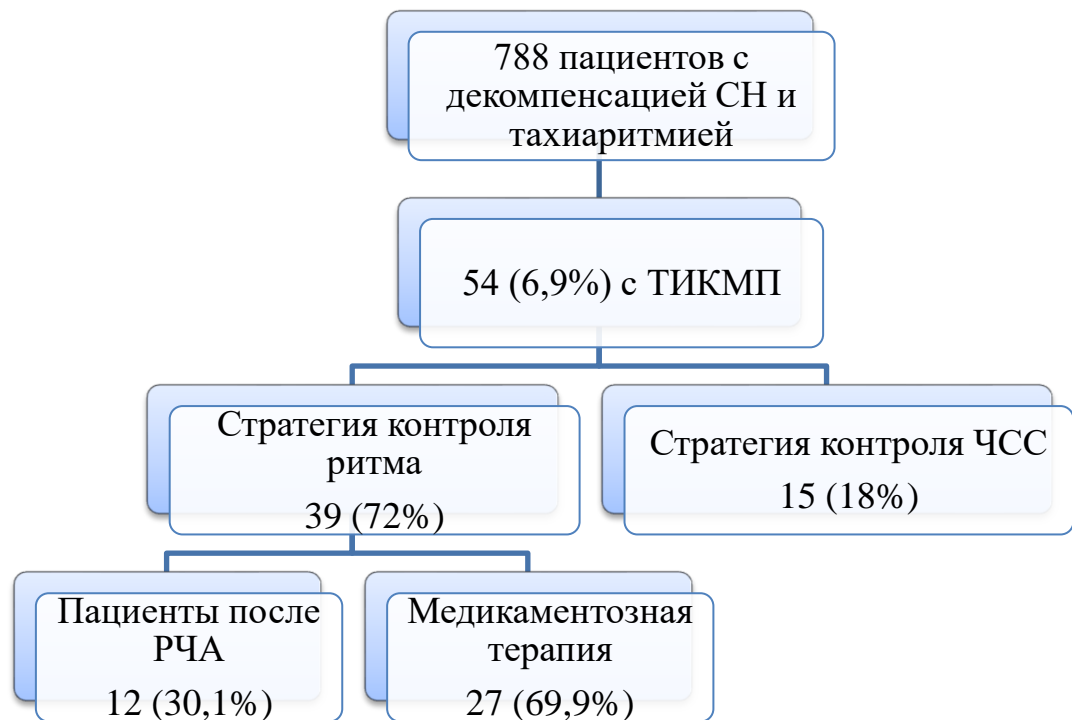 788 пациентов с
декомпенсацией СН и
тахиаритмией
54 (6,9%) с ТИКМП
Стратегия контроля
ритма
39 (72%)
Стратегия контроля ЧСС
15 (18%)
Пациенты после
РЧА
12 (30,1%)
Медикаментозная
терапия
27 (69,9%)